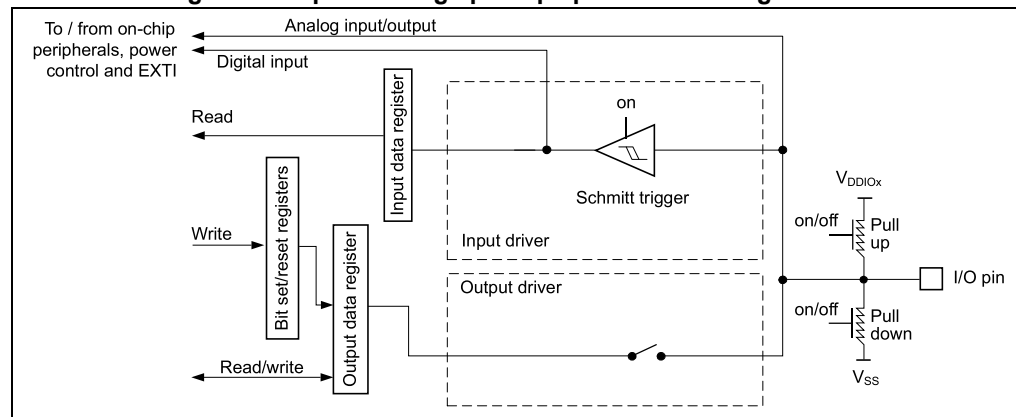 To / from on-chip
peripherals, power
control and EXTI
Analog input/output
Digital input
on
Read
Input data register
Schmitt trigger
Input driver
VDDIOx
on/off
Pull
up
Write
Bit set/reset registers
Output data register
Output driver
I/O pin
on/off
Pull
down
VSS
Read/write